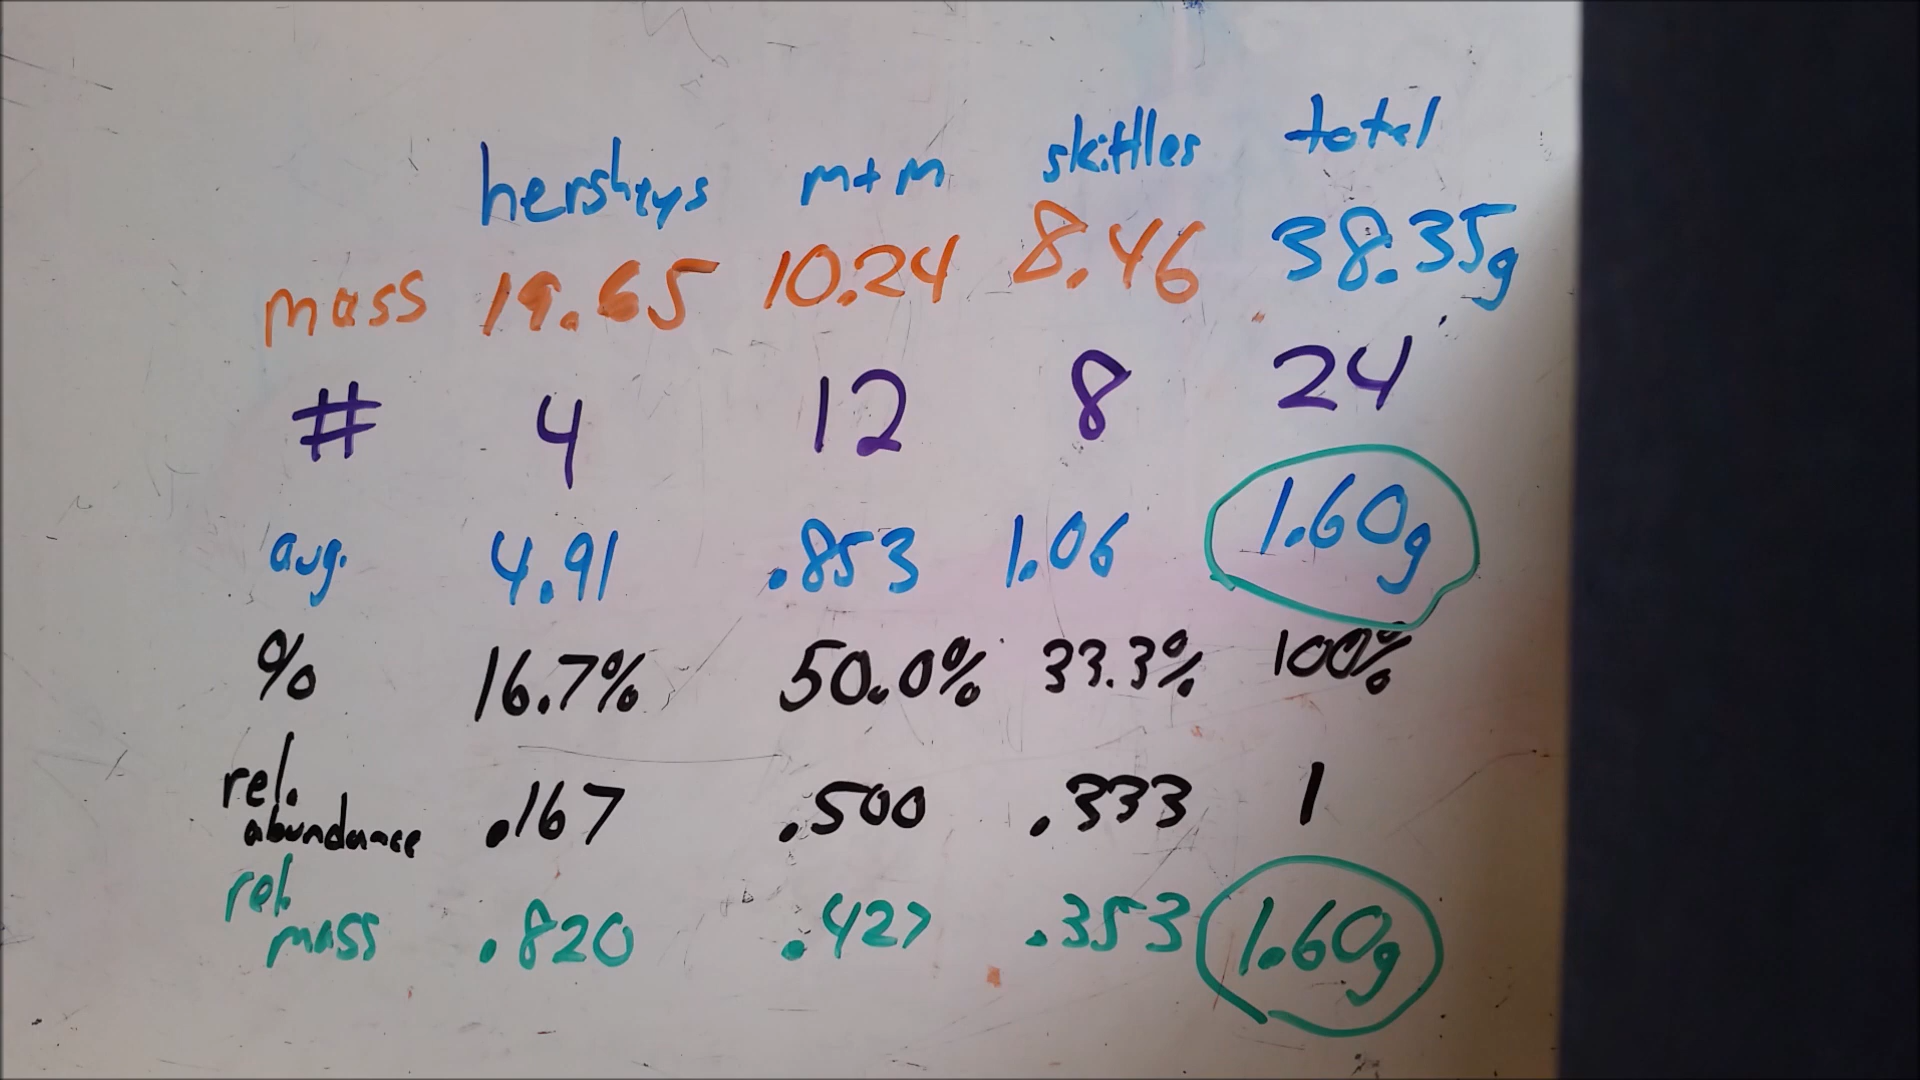 hersheys m+m skittles total
mass 19.65 10.24 8.46 38.35g
# 4 12 8 24
avg. 4.91 .853 1.06 1.60g
% 16.7% 50.0% 33.3% 100%
rel. abundance .167 .500 .333 1
rel. mass .820 .427 .353 1.60g